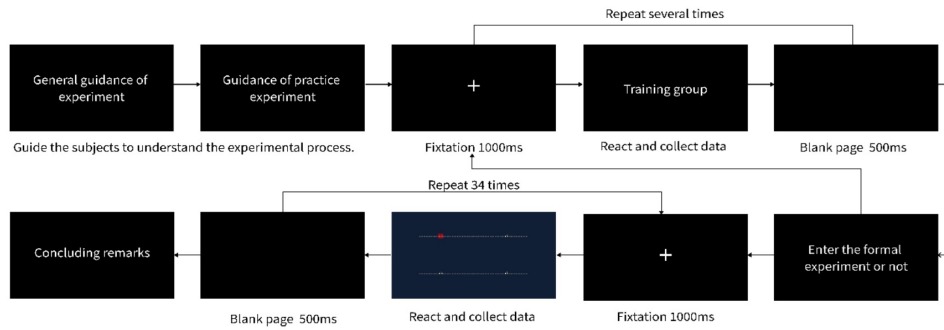 Repeat several times
General guidance of
experiment
Guidance of practice
experiment
+
Training group
Guide the subjects to understand the experimental process.
Fixtation 1000ms
React and collect data
Blank page 500ms
Repeat 34 times
Concluding remarks
+
Enter the formal
experiment or not
Blank page 500ms
React and collect data
Fixtation 1000ms